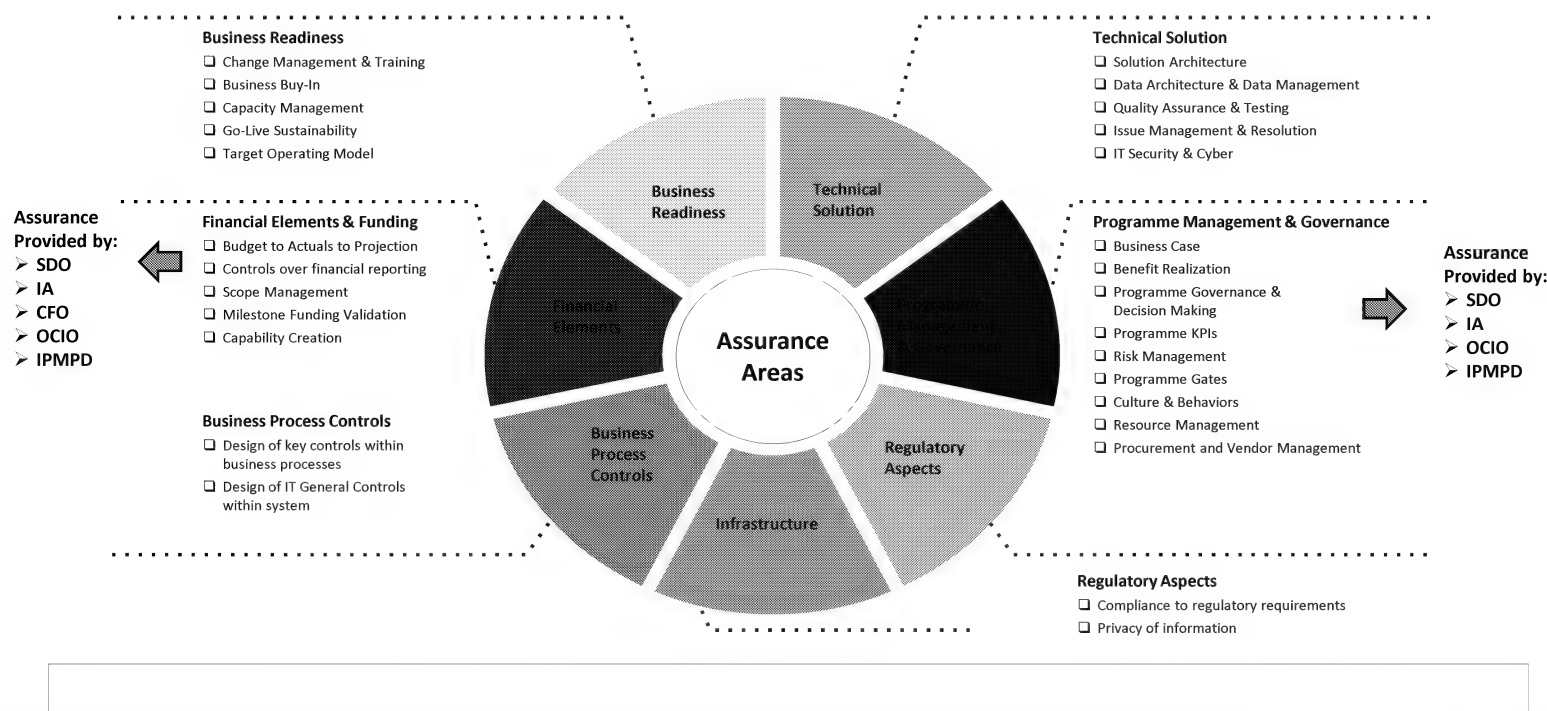 Business Readiness
❑ Change Management & Training
❑ Business Buy-In
❑ Capacity Management
❑ Go-Live Sustainability
❑ Target Operating Model
Technical Solution
❑ Solution Architecture
❑ Data Architecture & Data Management
❑ Quality Assurance & Testing
❑ Issue Management & Resolution
❑ IT Security & Cyber
Assurance
Provided by:
➢ SDO
➢ IA
➢ CFO
➢ OCIO
➢ IPMPD
Financial Elements & Funding
❑ Budget to Actuals to Projection
❑ Controls over financial reporting
❑ Scope Management
❑ Milestone Funding Validation
❑ Capability Creation
Business Process Controls
❑ Design of key controls within
business processes
❑ Design of IT General Controls
within system
Business
Readiness
Technical
Solution
Financial
Elements
Programme
Management
& Governance
Assurance
Areas
Business
Process
Controls
Regulatory
Aspects
Infrastructure
Programme Management & Governance
❑ Business Case
❑ Benefit Realization
❑ Programme Governance &
Decision Making
❑ Programme KPIs
❑ Risk Management
❑ Programme Gates
❑ Culture & Behaviors
❑ Resource Management
❑ Procurement and Vendor Management
Assurance
Provided by:
➢ SDO
➢ IA
➢ OCIO
➢ IPMPD
Regulatory Aspects
❑ Compliance to regulatory requirements
❑ Privacy of information